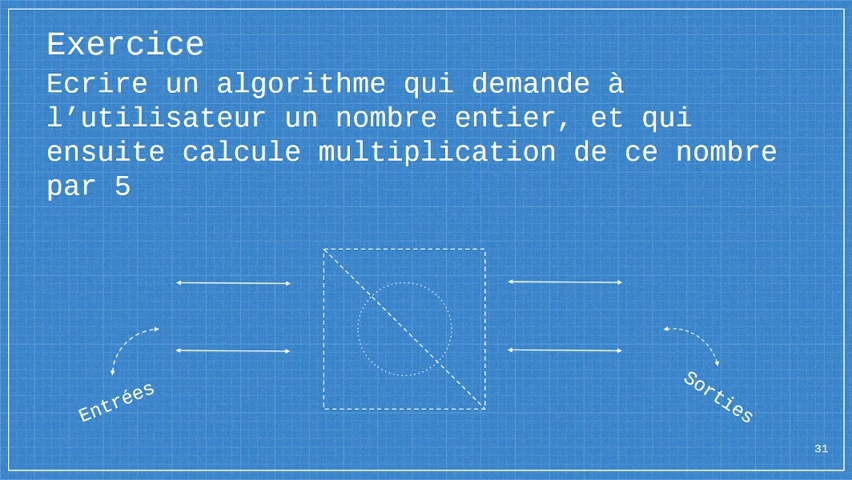 Exercice
Ecrire un algorithme qui demande à
l’utilisateur un nombre entier, et qui
ensuite calcule multiplication de ce nombre
par 5
Entrées
Sorties
31